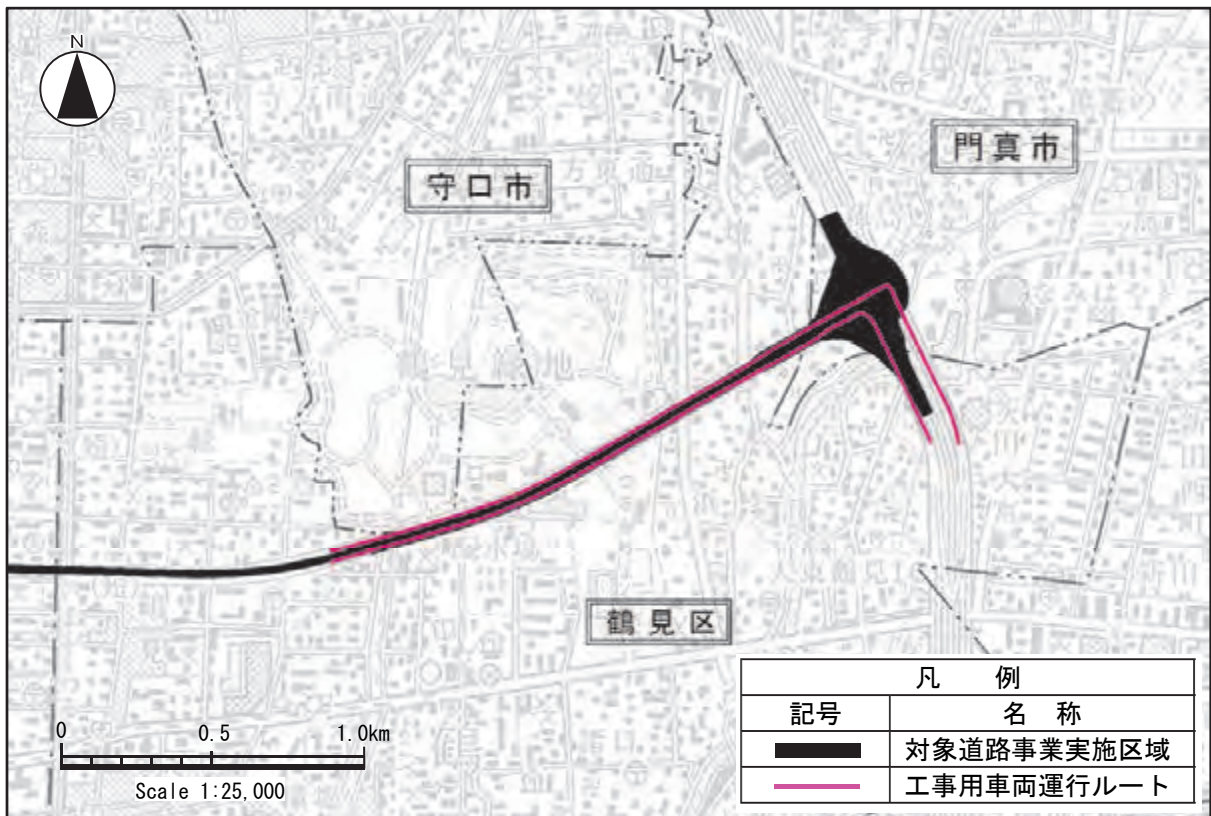 N
門真市
守口市
鶴見区
0 0.5 1.0km
Scale 1:25,000
凡 例
記号 名 称
対象道路事業実施区域
工事用車両運行ルート